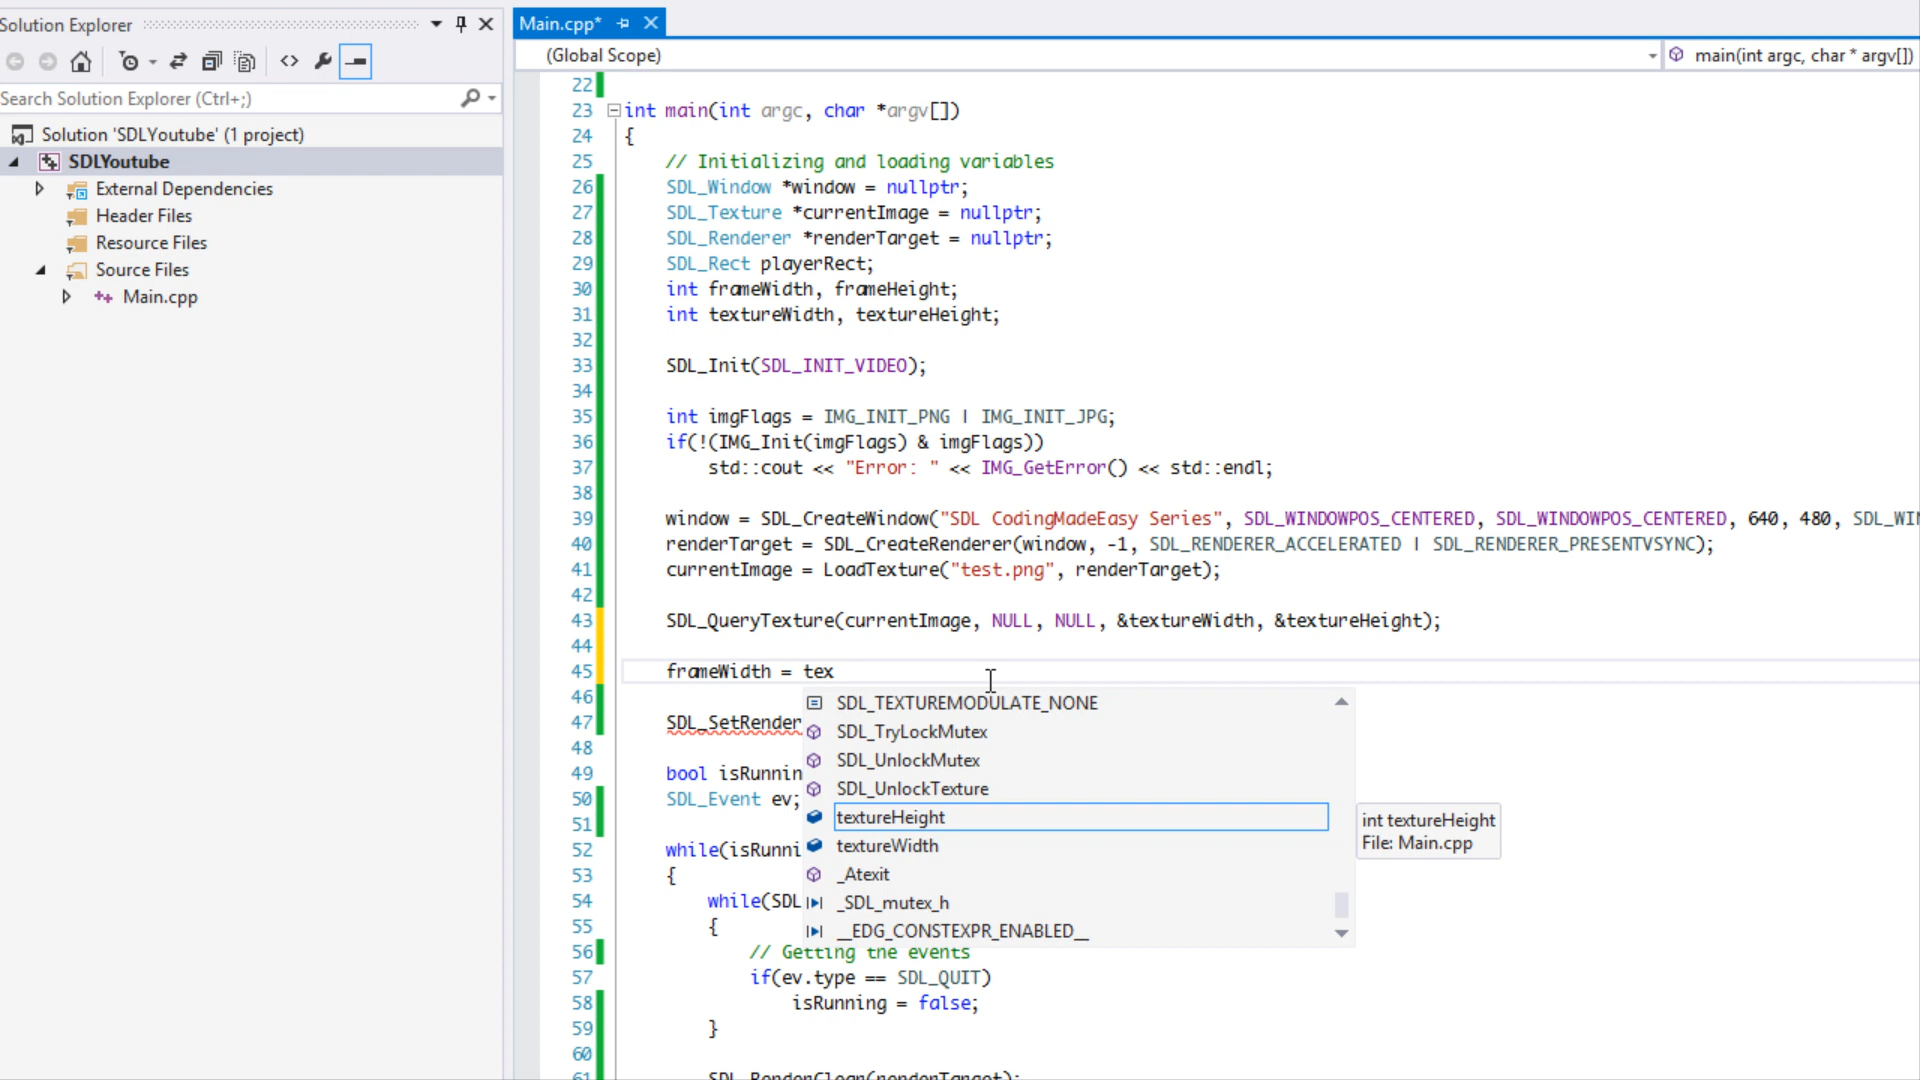 Solution Explorer
Main.cpp*
(Global Scope)
main(int argc, char * argv[])
Search Solution Explorer (Ctrl+;)
Solution 'SDLYoutube' (1 project)
SDLYoutube
External Dependencies
Header Files
Resource Files
Source Files
Main.cpp
22
23 int main(int argc, char *argv[])
24 {
25 // Initializing and loading variables
26 SDL_Window *window = nullptr;
27 SDL_Texture *currentImage = nullptr;
28 SDL_Renderer *renderTarget = nullptr;
29 SDL_Rect playerRect;
30 int frameWidth, frameHeight;
31 int textureWidth, textureHeight;
32
33 SDL_Init(SDL_INIT_VIDEO);
34
35 int imgFlags = IMG_INIT_PNG | IMG_INIT_JPG;
36 if(!(IMG_Init(imgFlags) & imgFlags))
37 std::cout << "Error: " << IMG_GetError() << std::endl;
38
39 window = SDL_CreateWindow("SDL CodingMadeEasy Series", SDL_WINDOWPOS_CENTERED, SDL_WINDOWPOS_CENTERED, 640, 480, SDL_WIN
40 renderTarget = SDL_CreateRenderer(window, -1, SDL_RENDERER_ACCELERATED | SDL_RENDERER_PRESENTVSYNC);
41 currentImage = LoadTexture("test.png", renderTarget);
42
43 SDL_QueryTexture(currentImage, NULL, NULL, &textureWidth, &textureHeight);
44
45 frameWidth = tex
46
47 SDL_SetRender
48
49 bool isRunnin
50 SDL_Event ev;
51
52 while(isRunni
53 {
54 while(SDL
55 {
56 // Getting the events
57 if(ev.type == SDL_QUIT)
58 isRunning = false;
59 }
60
61 SDL_RenderClear(renderTarget);
SDL_TEXTUREMODULATE_NONE
SDL_TryLockMutex
SDL_UnlockMutex
SDL_UnlockTexture
textureHeight
textureWidth
_Atexit
_SDL_mutex_h
__EDG_CONSTEXPR_ENABLED__
int textureHeight
File: Main.cpp